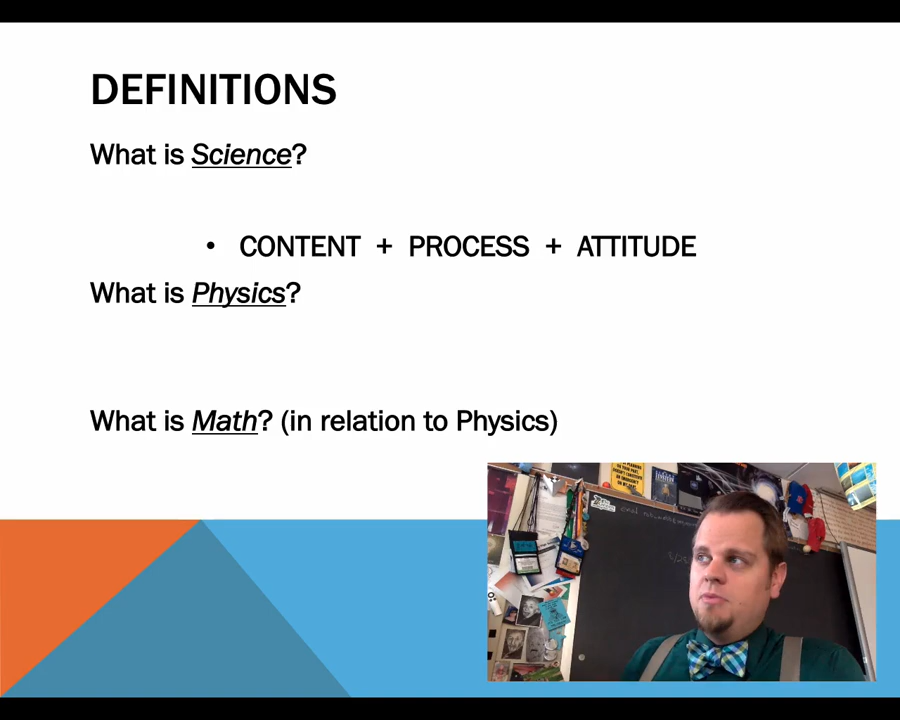 DEFINITIONS
What is Science?
• CONTENT + PROCESS + ATTITUDE
What is Physics?
What is Math? (in relation to Physics)